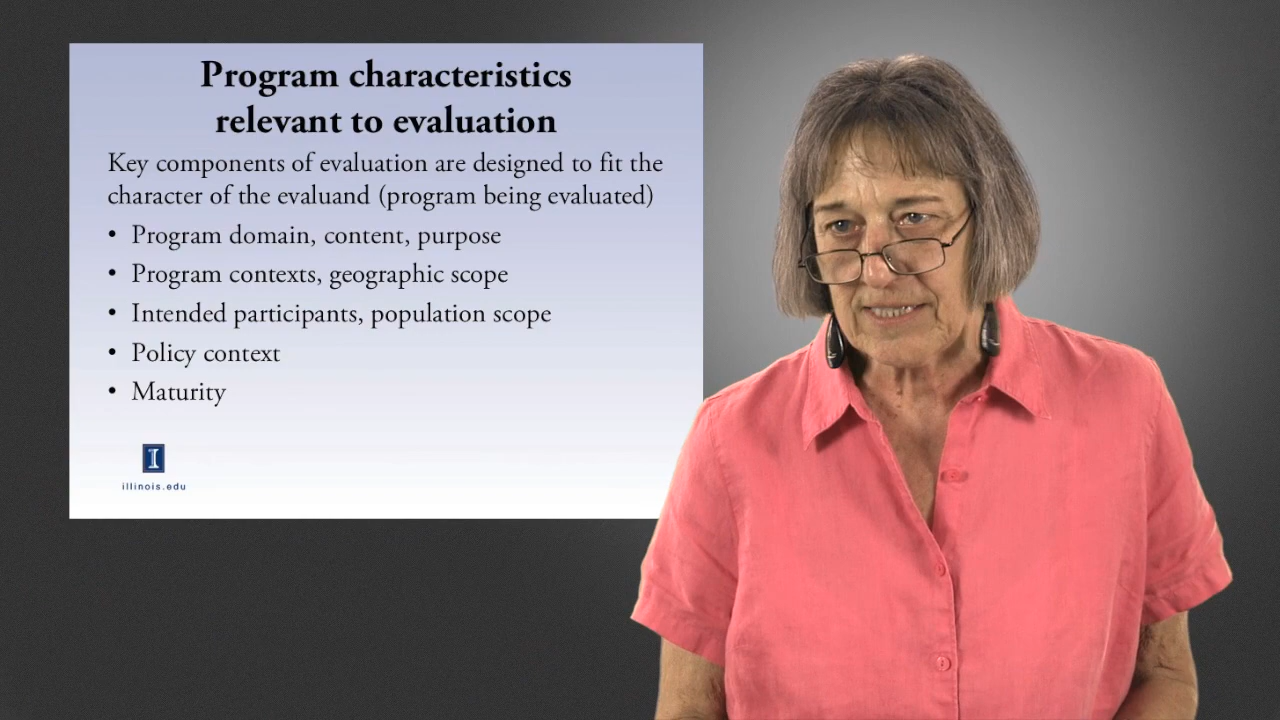 Program characteristics
relevant to evaluation
Key components of evaluation are designed to fit the
character of the evaluand (program being evaluated)
• Program domain, content, purpose
• Program contexts, geographic scope
• Intended participants, population scope
• Policy context
• Maturity
I
illinois.edu